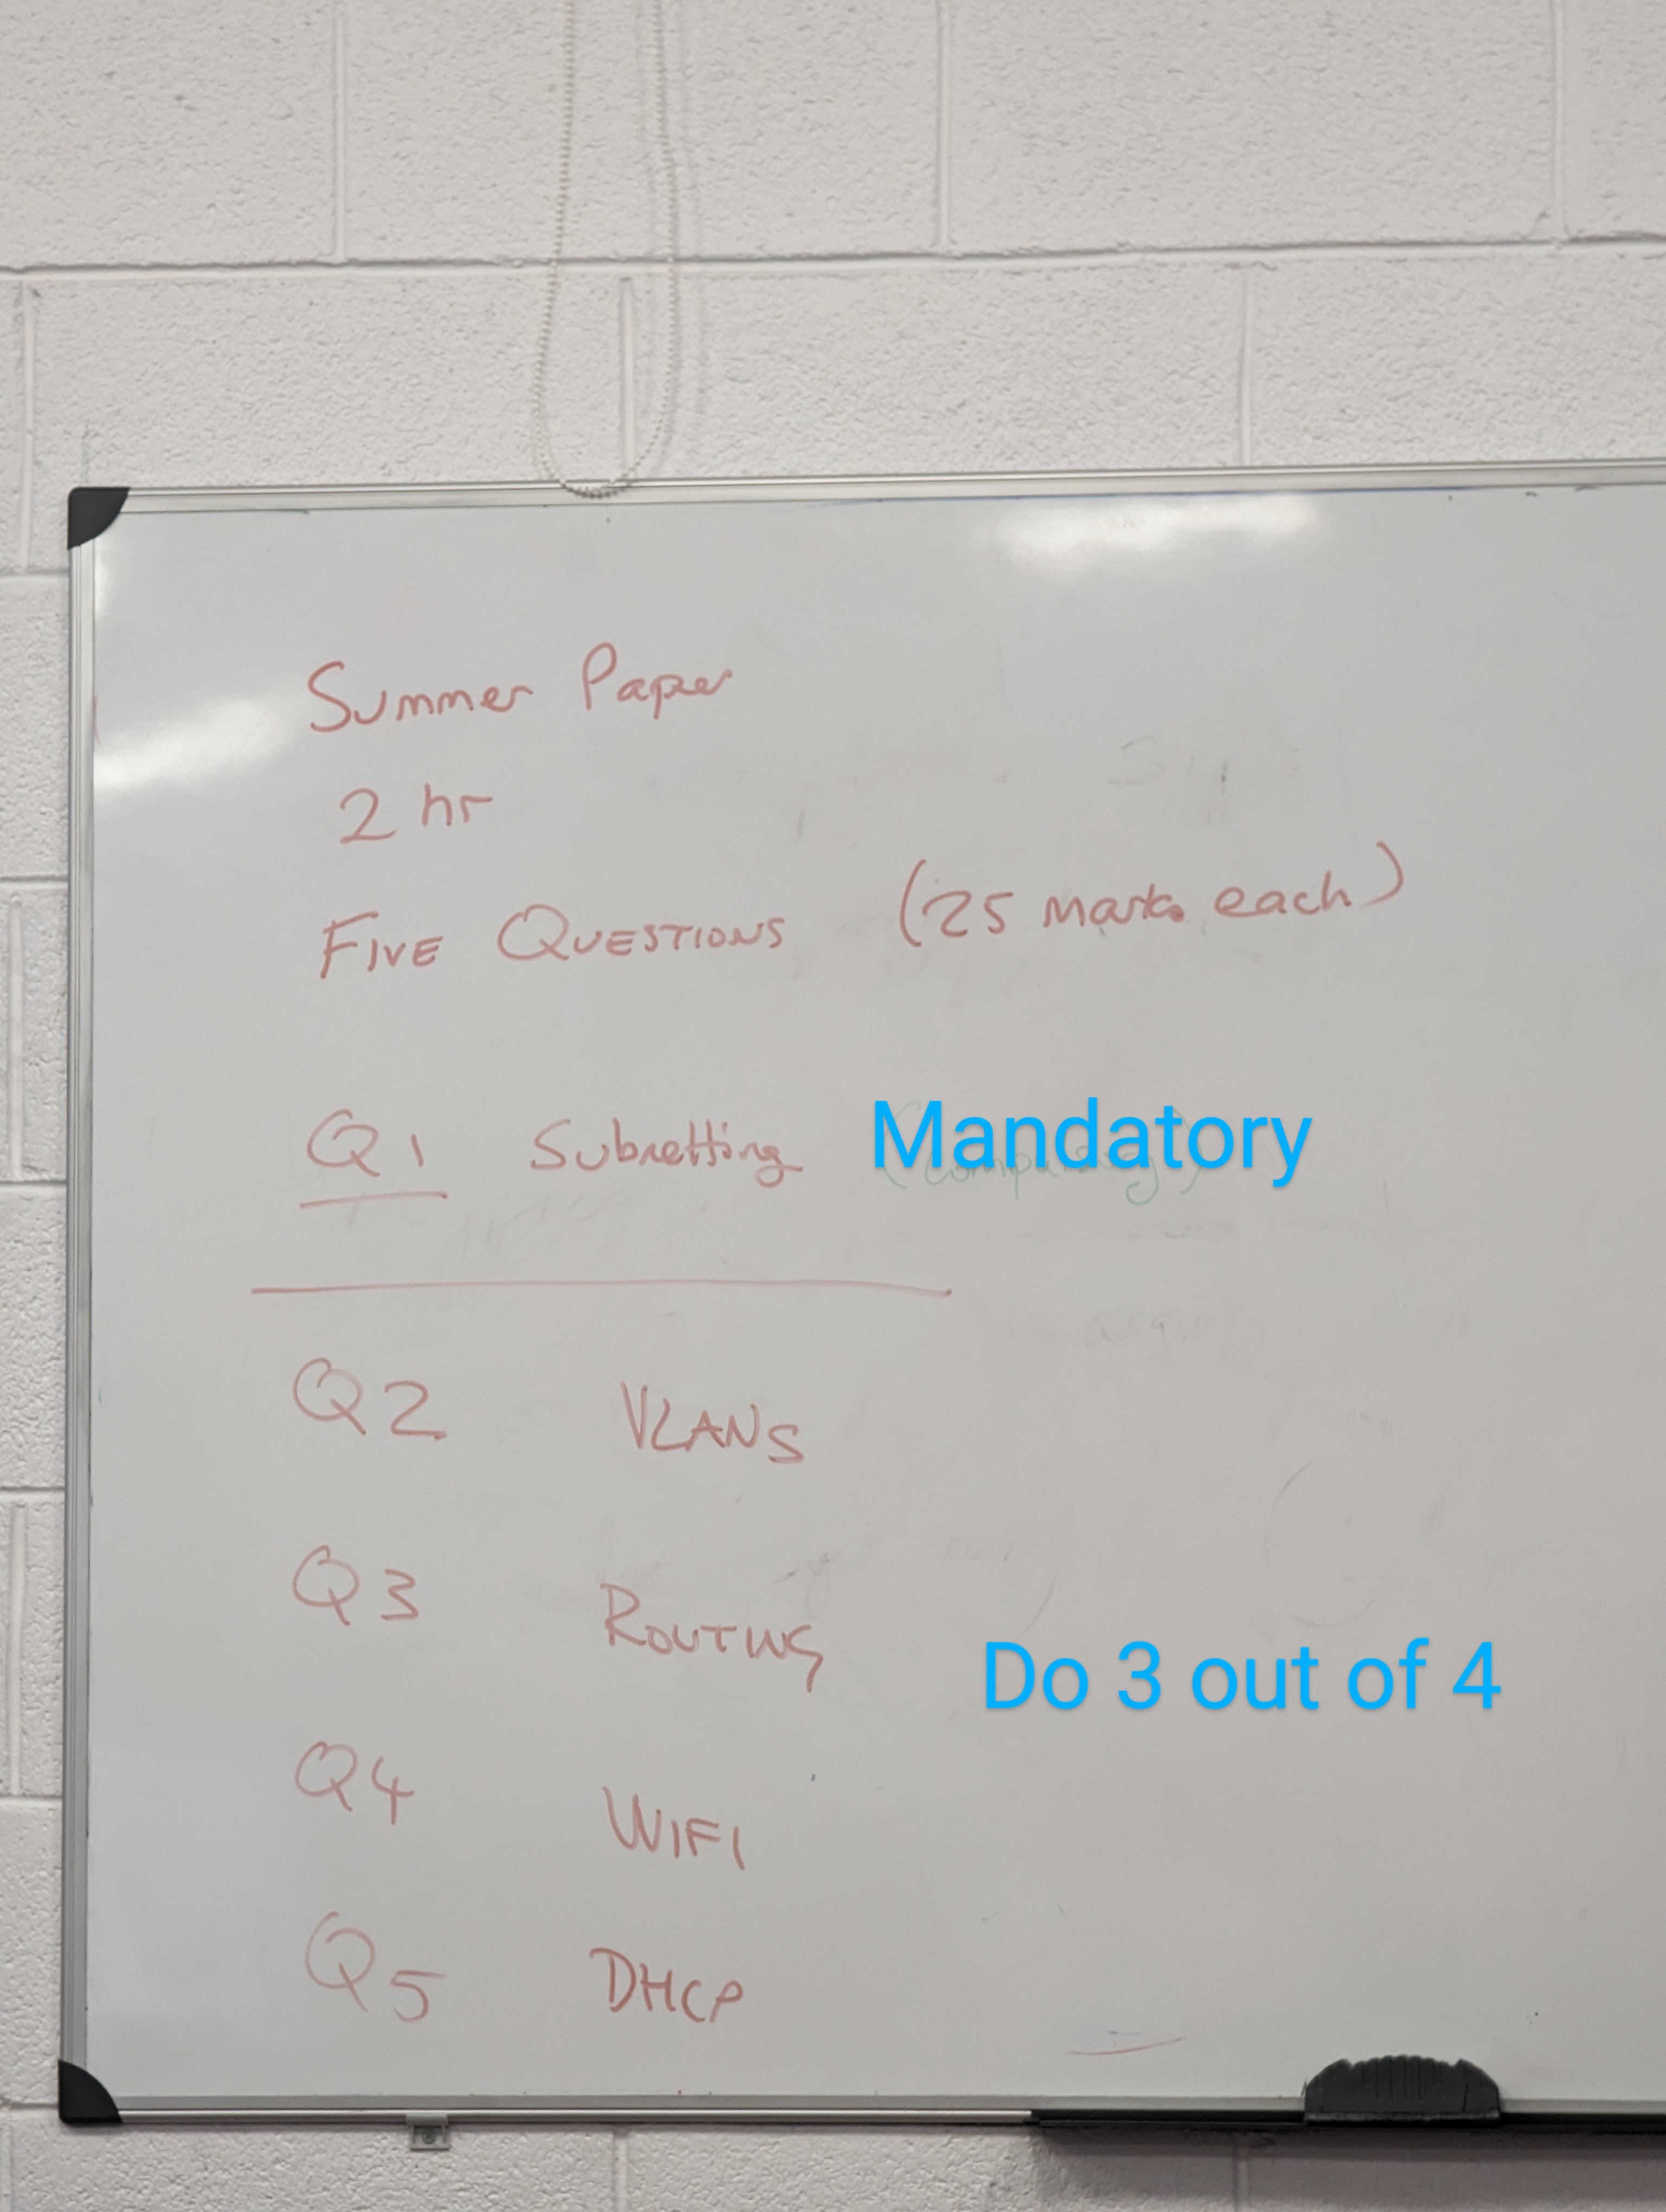 Summer Paper
2 hr
FIVE QUESTIONS (25 marks each)
Q1 Subnetting Mandatory (Compulsory)
Q2 VLANS
Q3 ROUTING
Do 3 out of 4
Q4 WIFI
Q5 DHCP